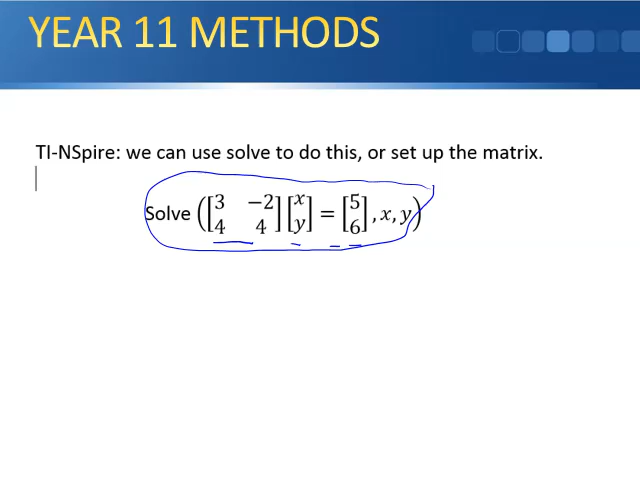 YEAR 11 METHODS
TI-NSpire: we can use solve to do this, or set up the matrix.
Solve ([3 −2
4 4] [x
y] = [5
6], x, y)